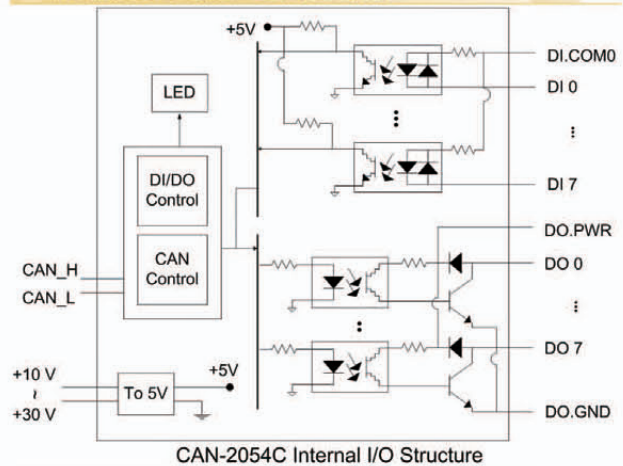 +5V
DI.COM0
LED
DI 0
DI/DO
Control
DI 7
DO.PWR
CAN
Control
CAN_H
CAN_L
DO 0
DO 7
+10 V
~
+30 V
To 5V
+5V
DO.GND
CAN-2054C Internal I/O Structure